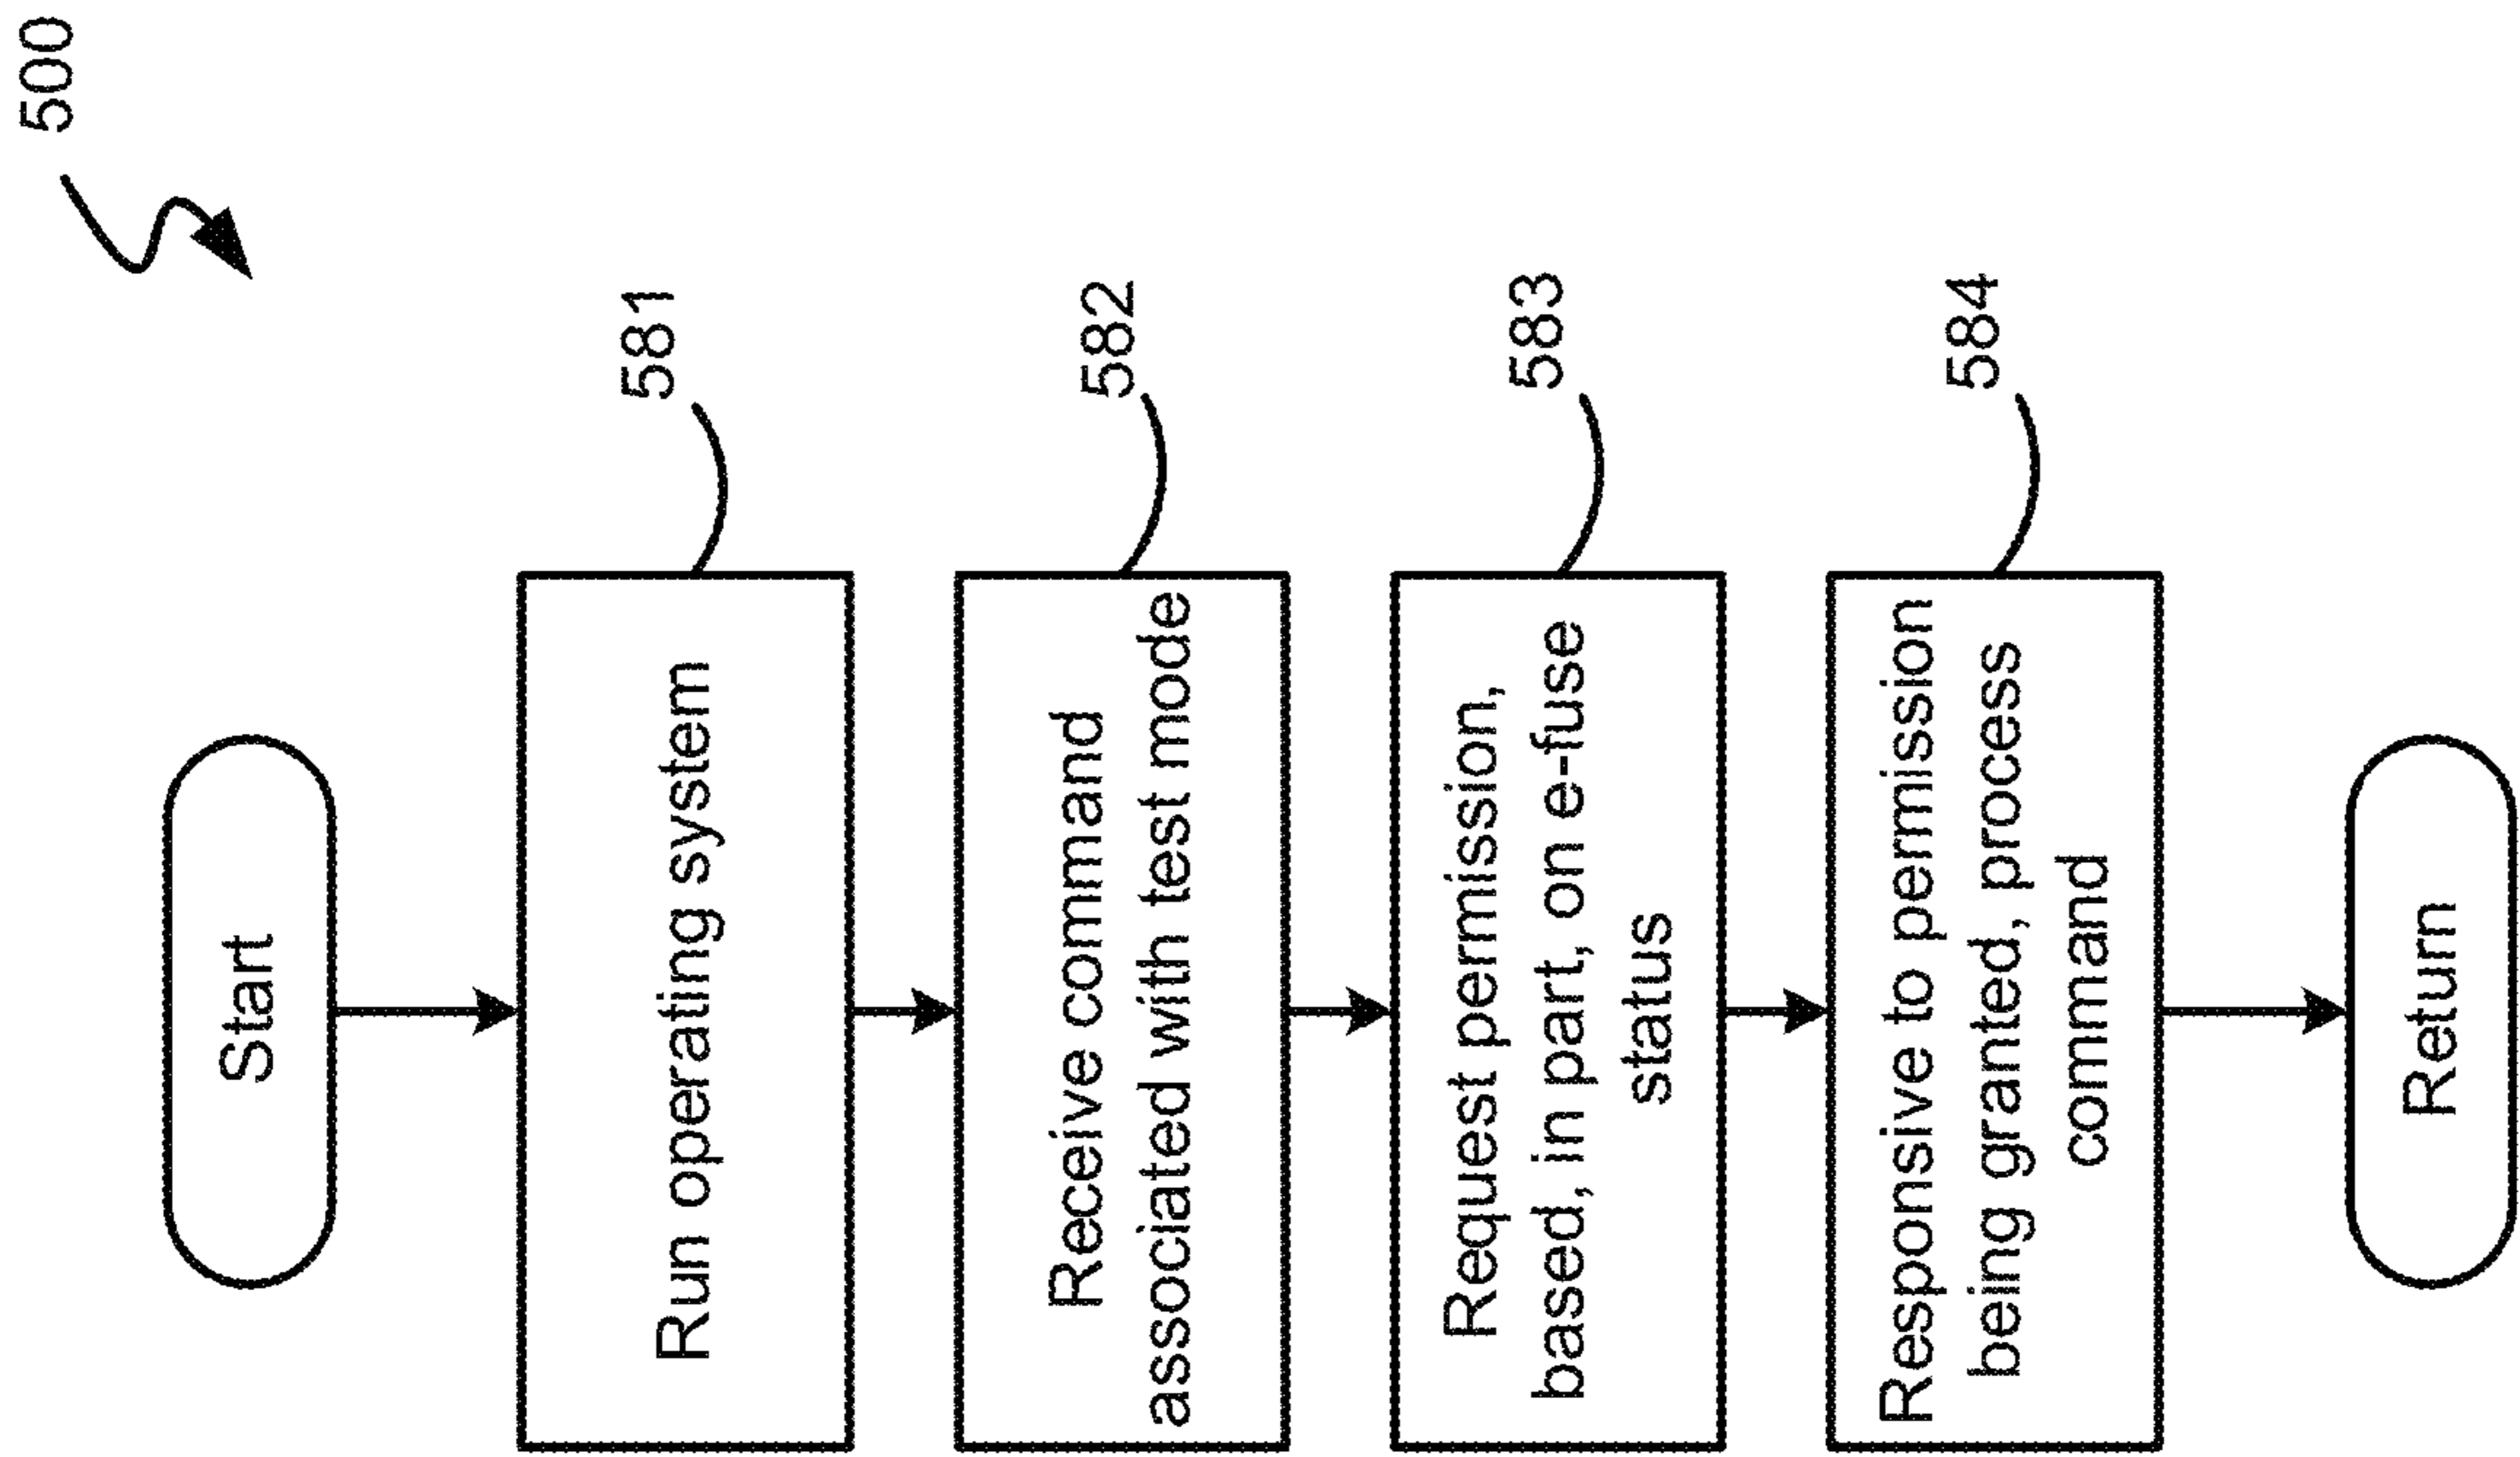 500
Start
Run operating system
581
Receive command
associated with test mode
582
Request permission,
based, in part, on e-fuse
status
583
Responsive to permission
being granted, process
command
584
Return